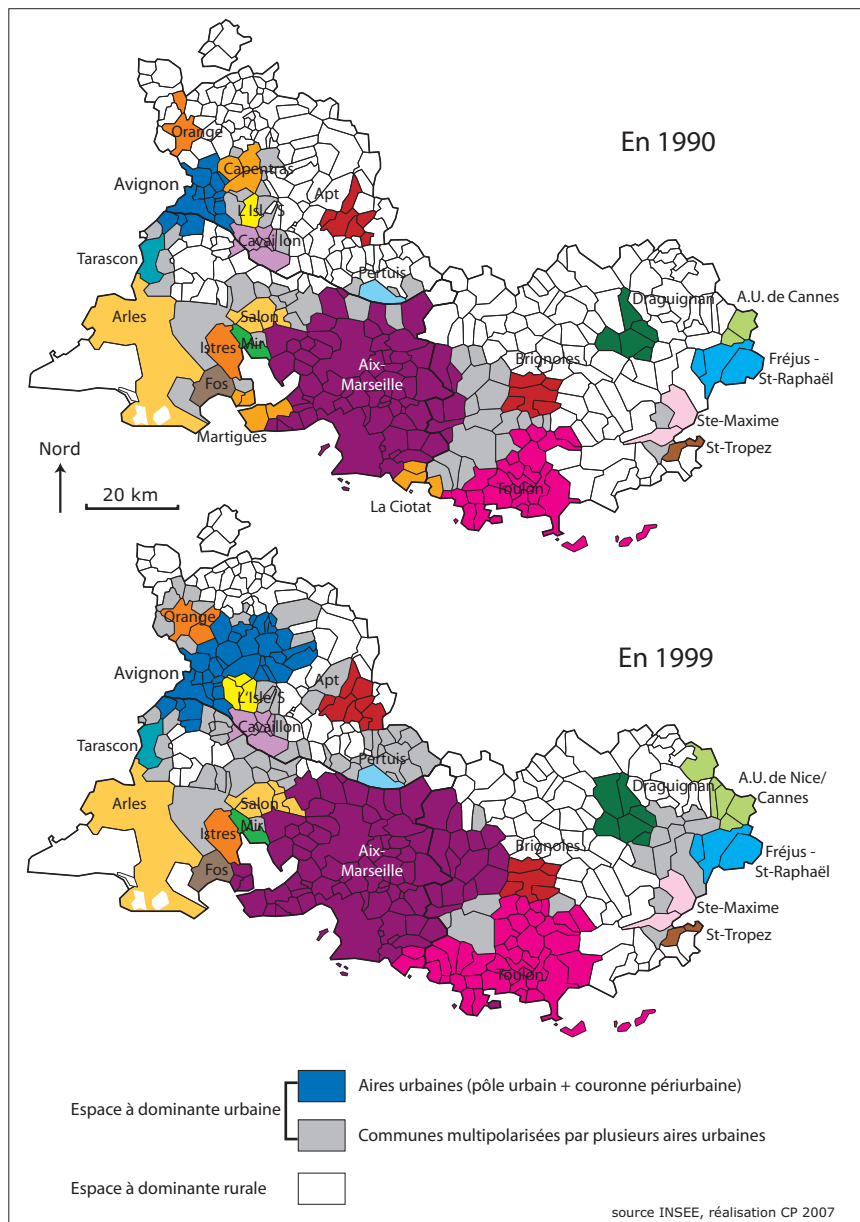 En 1990
Orange
Capentras
Avignon
Apt
L'Isl-/S
Cavaillon
Tarascon
Pertuis
Draguignan
A.U. de Cannes
Arles
Salon
Istres
Mir
Brignoles
Fréjus -
St-Raphaël
Aix-
Marseille
Fos
Martigues
Ste-Maxime
St-Tropez
Nord
20 km
Toulon
La Ciotat
En 1999
Orange
Avignon
Apt
L'Isle/S
Cavaillon
Tarascon
Pertuis
Draguignan
A.U. de Nice/
Cannes
Arles
Salon
Istres
Mir
Brignoles
Fréjus -
St-Raphaël
Aix-
Marseille
Fos
Ste-Maxime
St-Tropez
Toulon
Espace à dominante urbaine
Aires urbaines (pôle urbain + couronne périurbaine)
Communes multipolarisées par plusieurs aires urbaines
Espace à dominante rurale
source INSEE, réalisation CP 2007